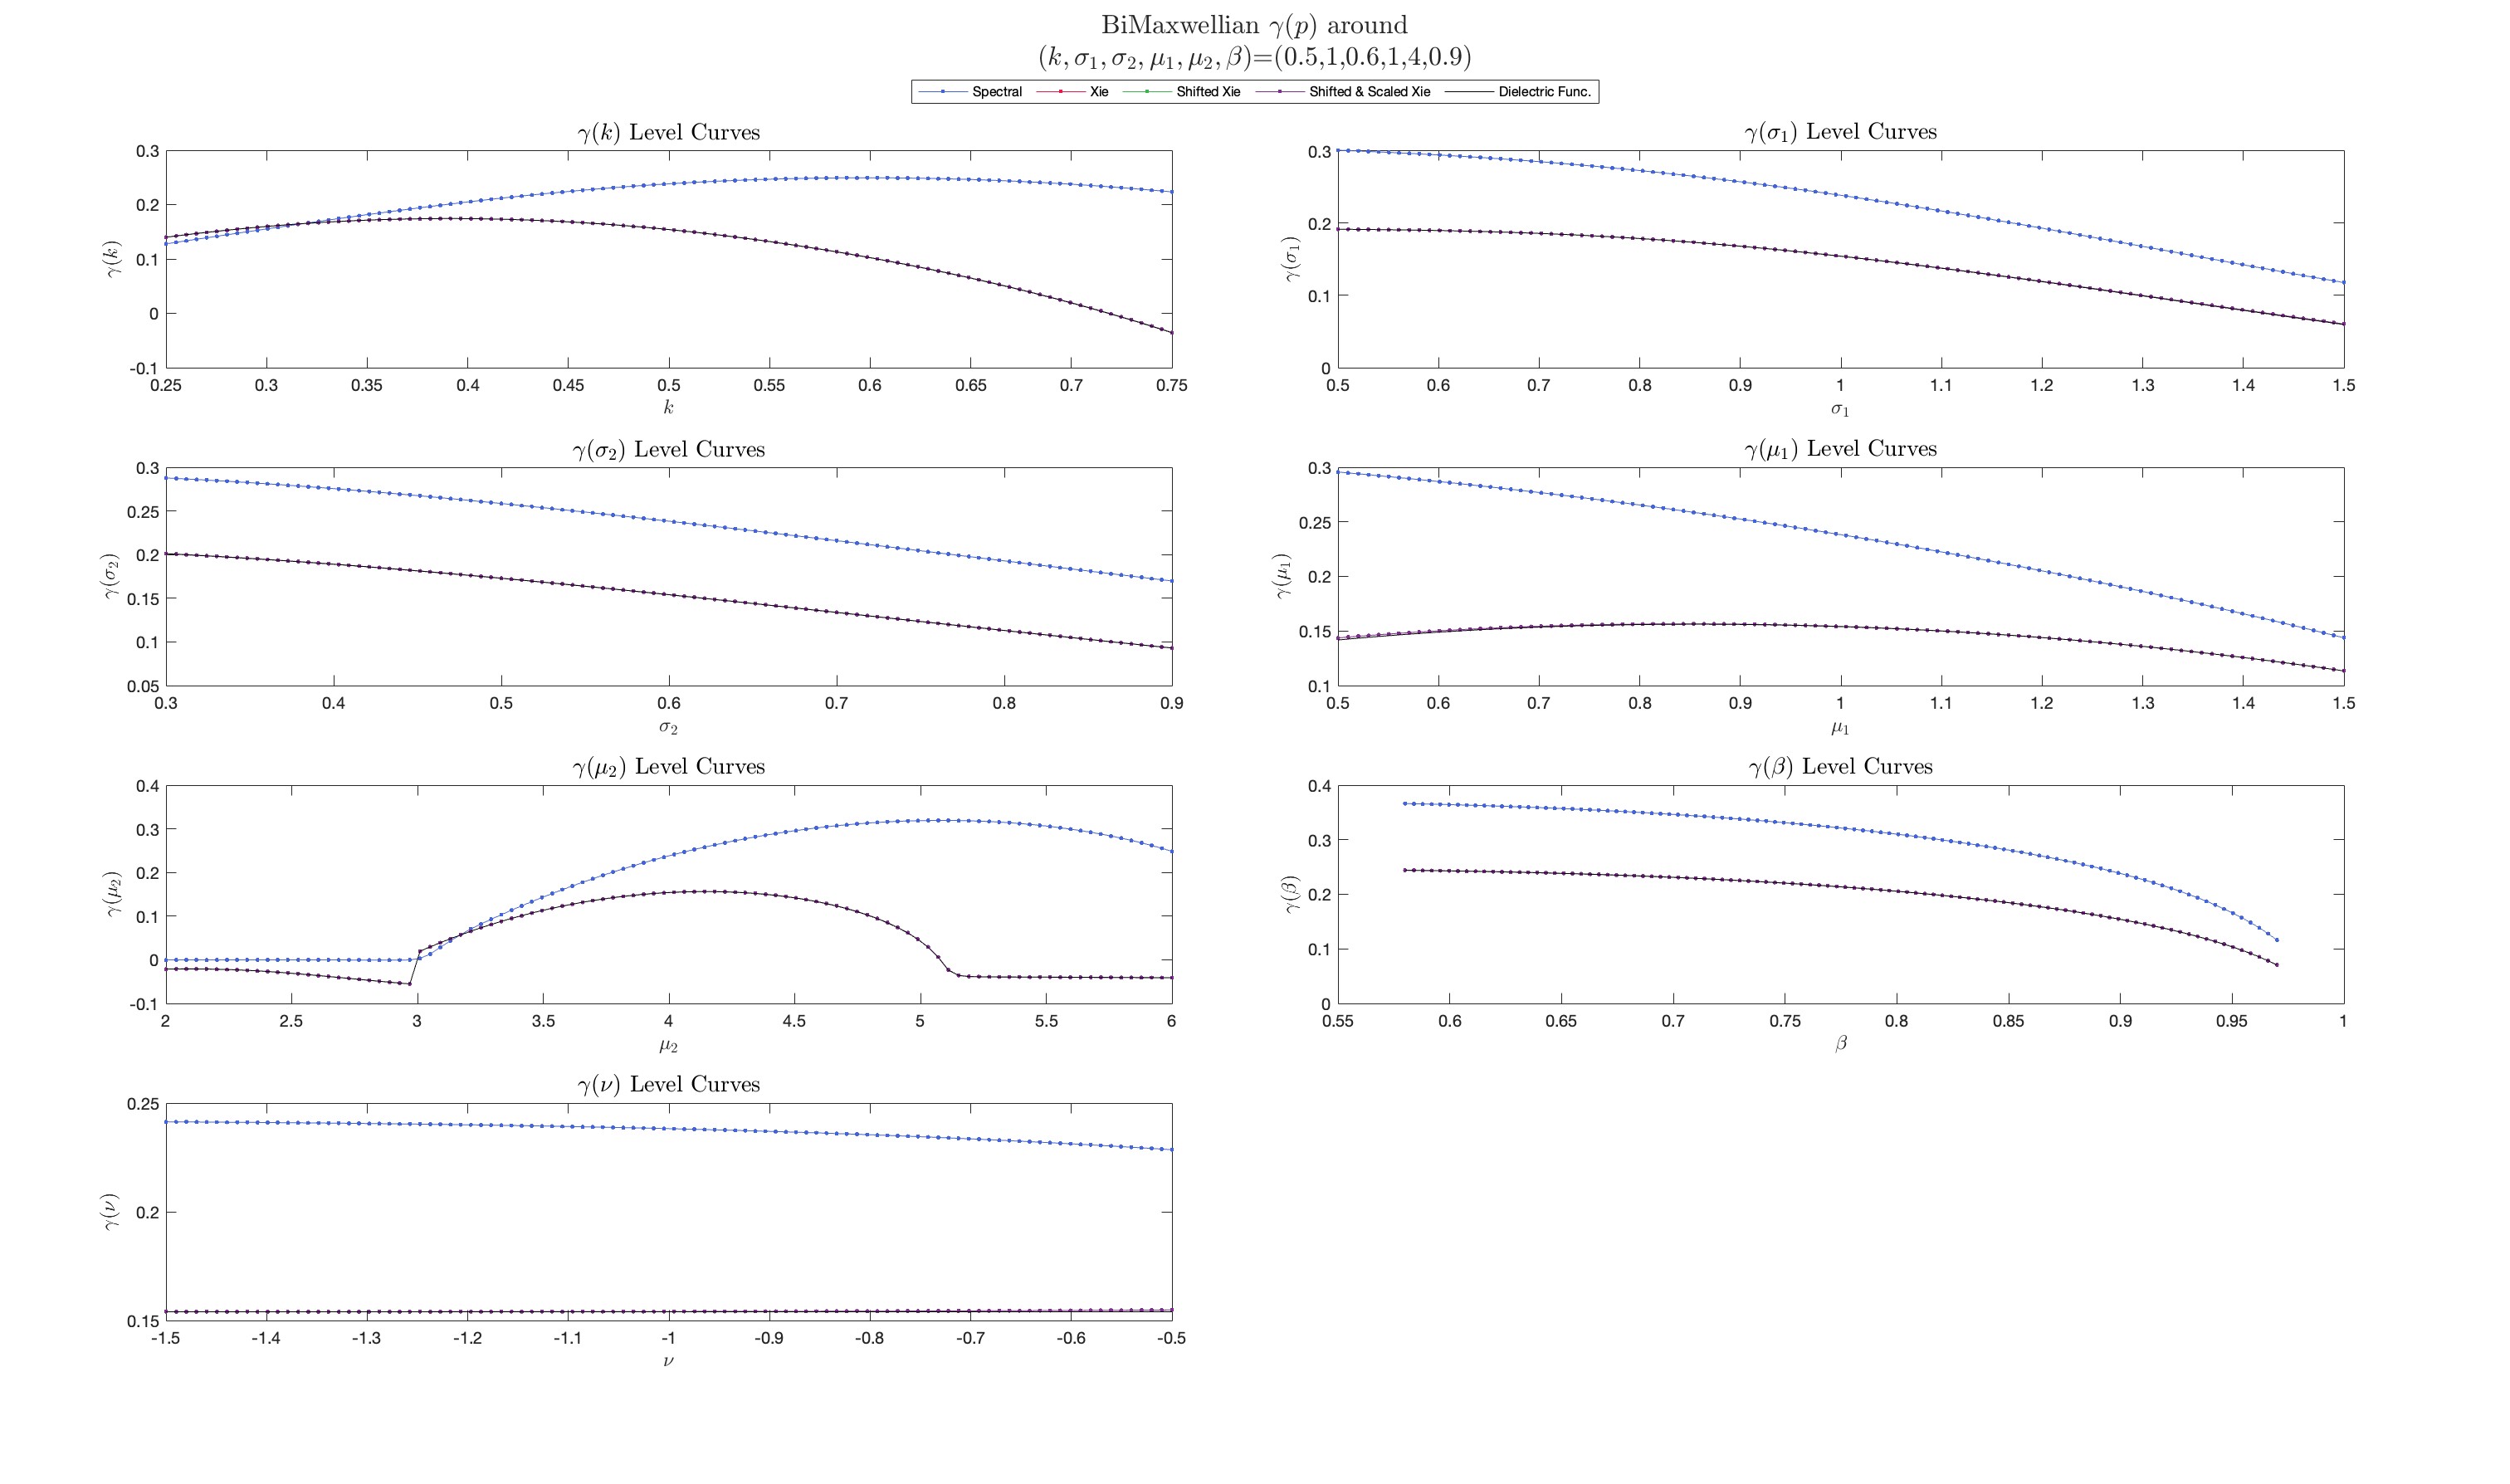 BiMaxwellian γ(p) around
(k, σ₁, σ₂, μ₁, μ₂, β)=(0.5,1,0.6,1,4,0.9)
Spectral Xie Shifted Xie Shifted & Scaled Xie Dielectric Func.
γ(k) Level Curves
0.3
0.2
0.1
0
-0.1
γ(k)
0.25 0.3 0.35 0.4 0.45 0.5 0.55 0.6 0.65 0.7 0.75
k
γ(σ₁) Level Curves
0.3
0.2
0.1
0
γ(σ₁)
0.5 0.6 0.7 0.8 0.9 1 1.1 1.2 1.3 1.4 1.5
σ₁
γ(σ₂) Level Curves
0.3
0.25
0.2
0.15
0.1
0.05
γ(σ₂)
0.3 0.4 0.5 0.6 0.7 0.8 0.9
σ₂
γ(μ₁) Level Curves
0.3
0.25
0.2
0.15
0.1
γ(μ₁)
0.5 0.6 0.7 0.8 0.9 1 1.1 1.2 1.3 1.4 1.5
μ₁
γ(μ₂) Level Curves
0.4
0.3
0.2
0.1
0
-0.1
γ(μ₂)
2 2.5 3 3.5 4 4.5 5 5.5 6
μ₂
γ(β) Level Curves
0.4
0.3
0.2
0.1
0
γ(β)
0.55 0.6 0.65 0.7 0.75 0.8 0.85 0.9 0.95 1
β
γ(ν) Level Curves
0.25
0.2
0.15
γ(ν)
-1.5 -1.4 -1.3 -1.2 -1.1 -1 -0.9 -0.8 -0.7 -0.6 -0.5
ν